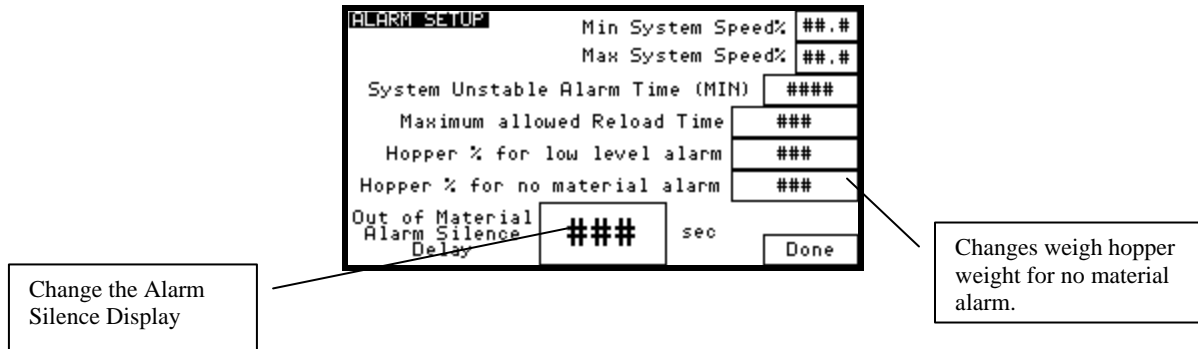 ALARM SETUP
Min System Speed% ##.#
Max System Speed% ##.#
System Unstable Alarm Time (MIN) ####
Maximum allowed Reload Time ###
Hopper % for low level alarm ###
Hopper % for no material alarm ###
Out of Material
Alarm Silence
Delay
### sec
Done
Change the Alarm
Silence Display
Changes weigh hopper
weight for no material
alarm.